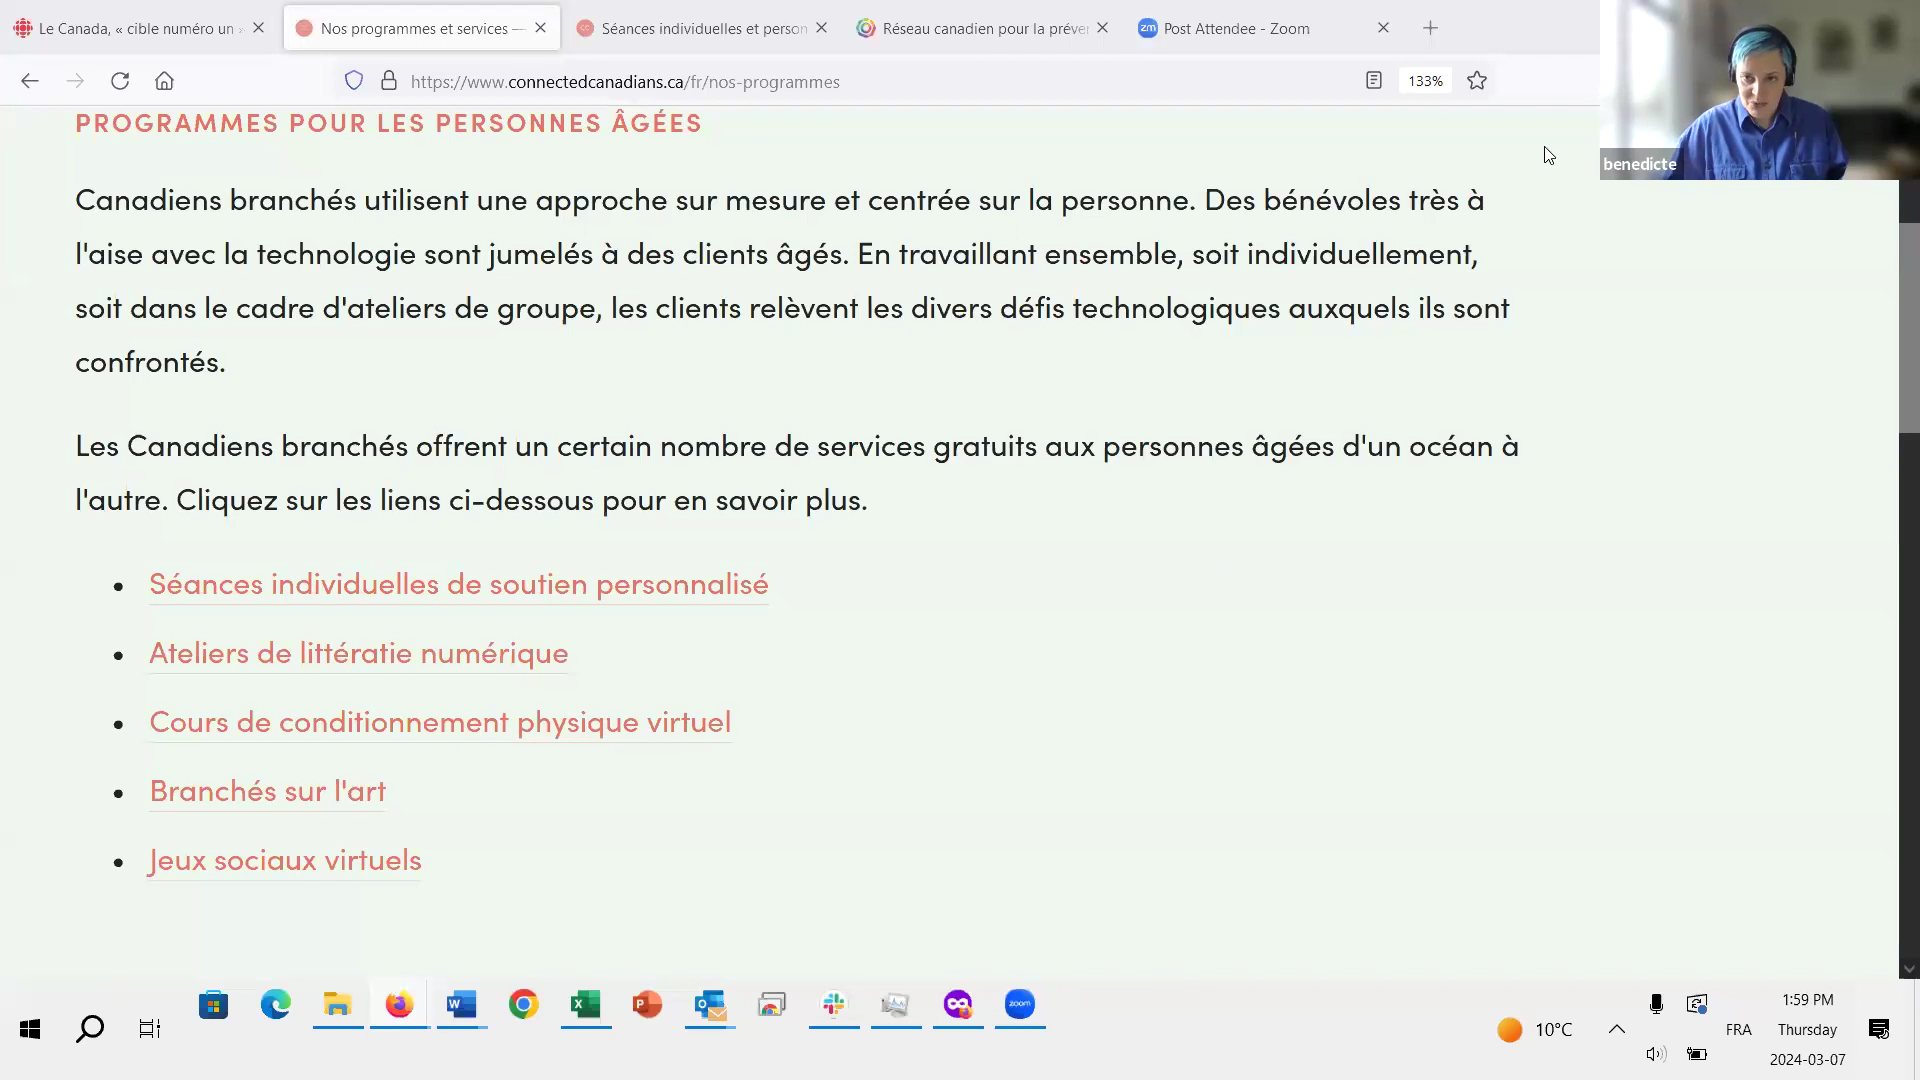 Le Canada, « cible numéro un »
Nos programmes et services —
Séances individuelles et person
Réseau canadien pour la préve
zm Post Attendee - Zoom
https://www.connectedcanadians.ca/fr/nos-programmes
133%
benedicte
PROGRAMMES POUR LES PERSONNES ÂGÉES
Canadiens branchés utilisent une approche sur mesure et centrée sur la personne. Des bénévoles très à
l'aise avec la technologie sont jumelés à des clients âgés. En travaillant ensemble, soit individuellement,
soit dans le cadre d'ateliers de groupe, les clients relèvent les divers défis technologiques auxquels ils sont
confrontés.
Les Canadiens branchés offrent un certain nombre de services gratuits aux personnes âgées d'un océan à
l'autre. Cliquez sur les liens ci-dessous pour en savoir plus.
• Séances individuelles de soutien personnalisé
• Ateliers de littératie numérique
• Cours de conditionnement physique virtuel
• Branchés sur l'art
• Jeux sociaux virtuels
zoom
10°C
FRA
1:59 PM
Thursday
2024-03-07